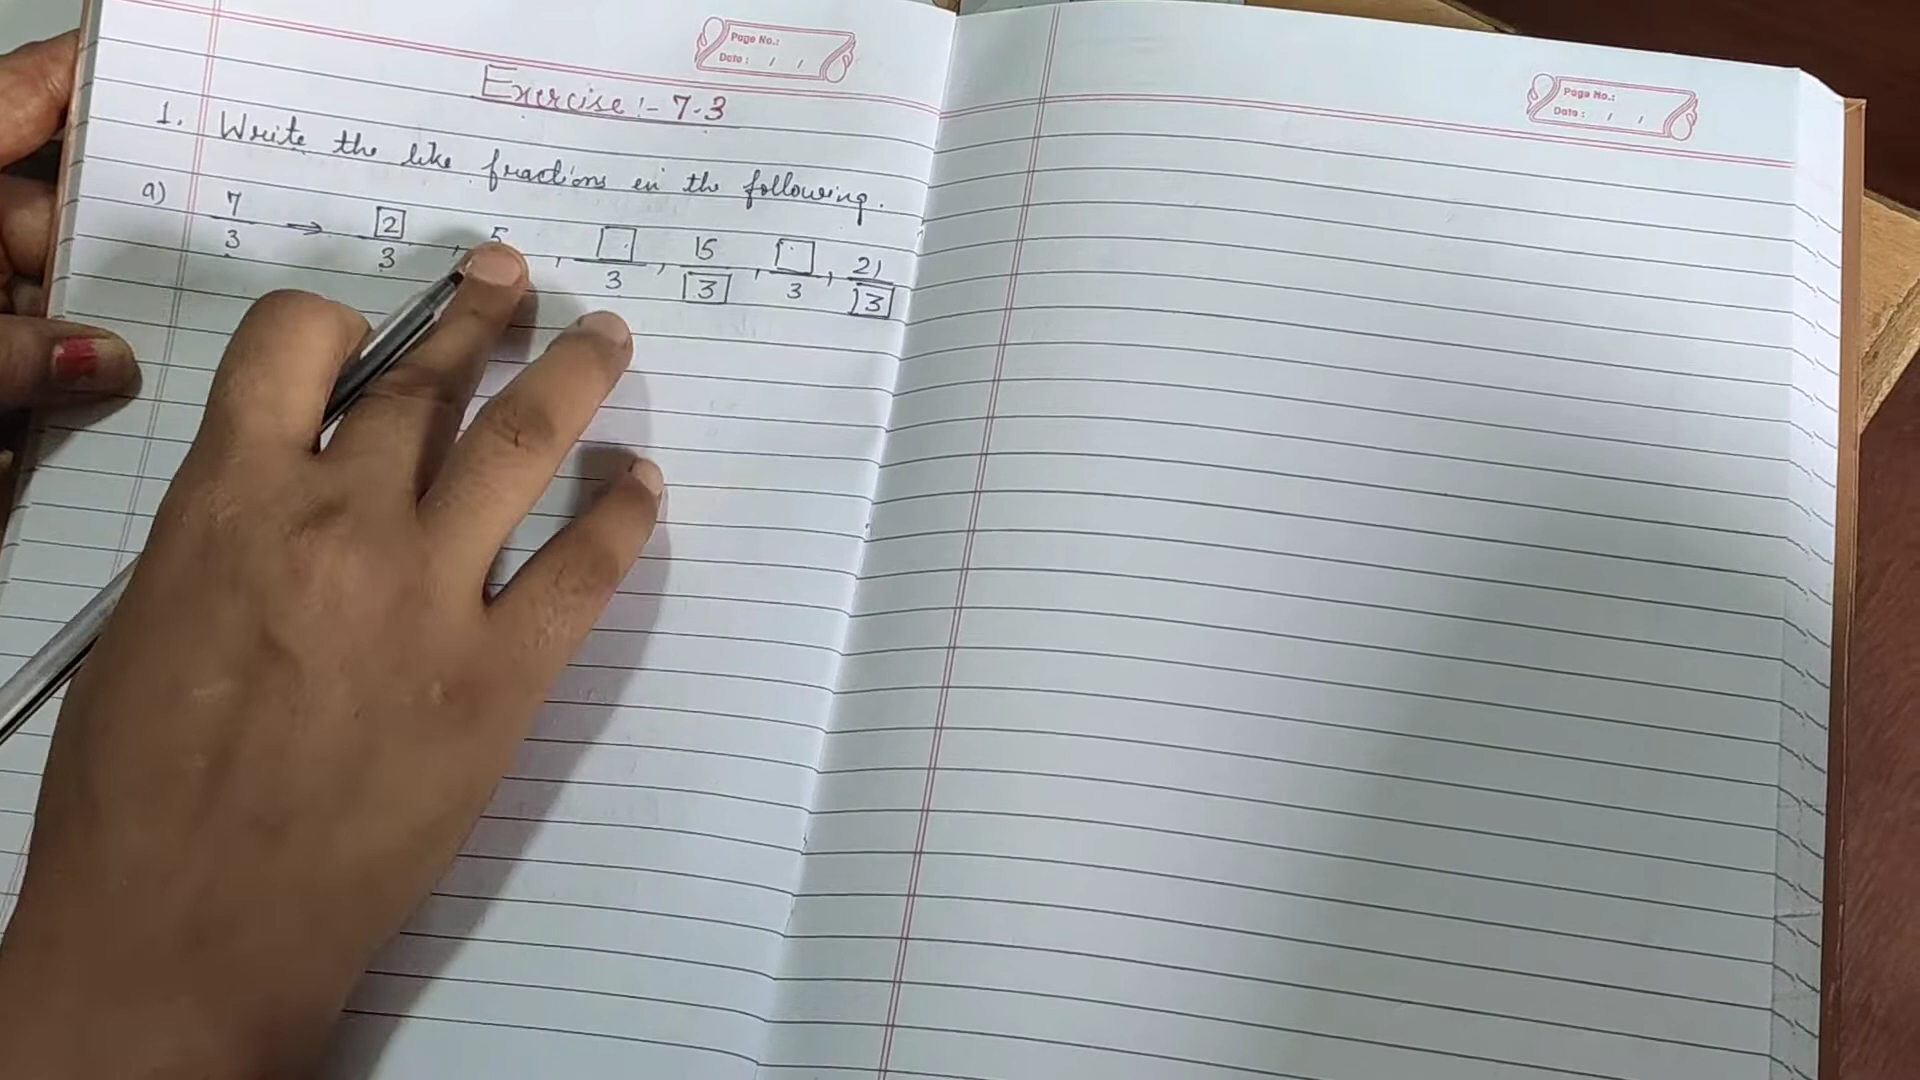 Page No.:
Date : / /
Exercise :- 7.3
1. Write the like fractions in the following.
a) 7/3 → 2/3, 5, □/3, 15/3, □/3, 21/3
Page No.:
Date : / /